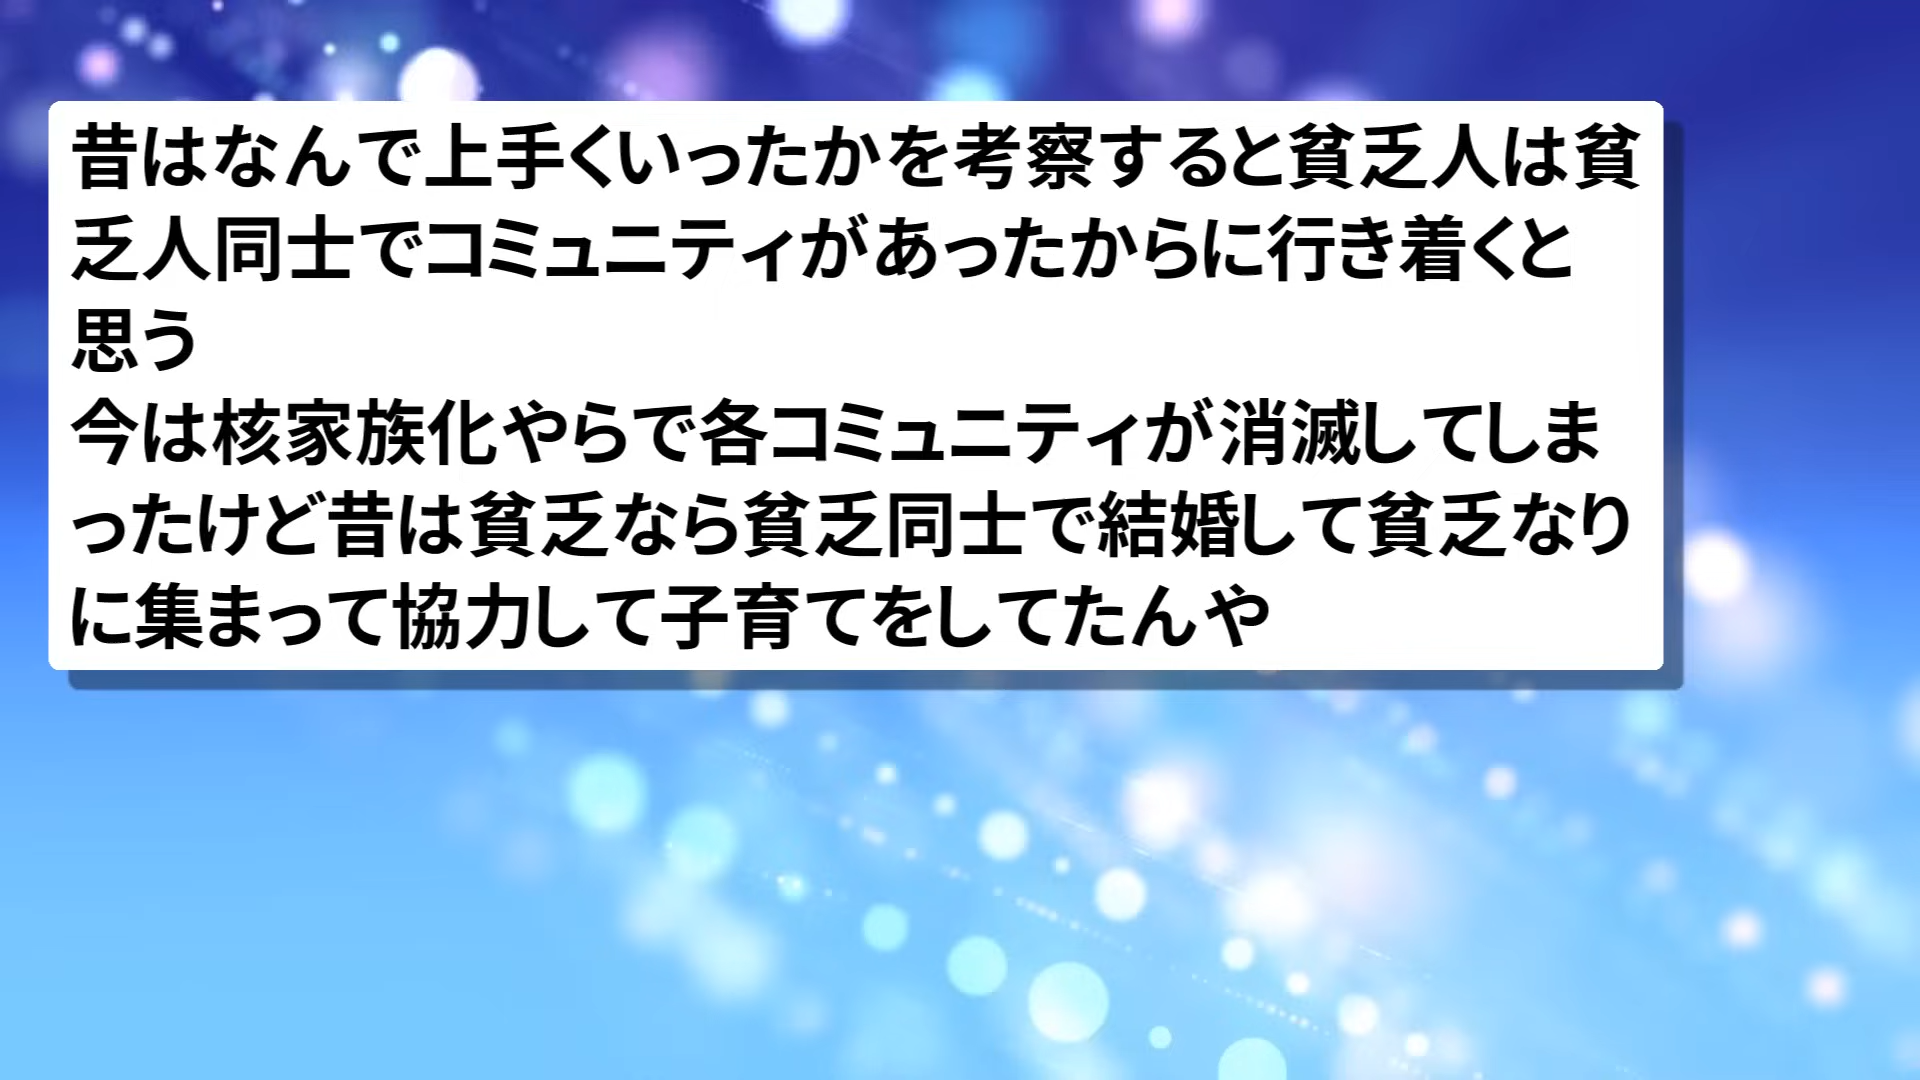 昔はなんで上手くいったかを考察すると貧乏人は貧
乏人同士でコミュニティがあったからに行き着くと
思う
今は核家族化やらで各コミュニティが消滅してしま
ったけど昔は貧乏なら貧乏同士で結婚して貧乏なり
に集まって協力して子育てをしてたんや